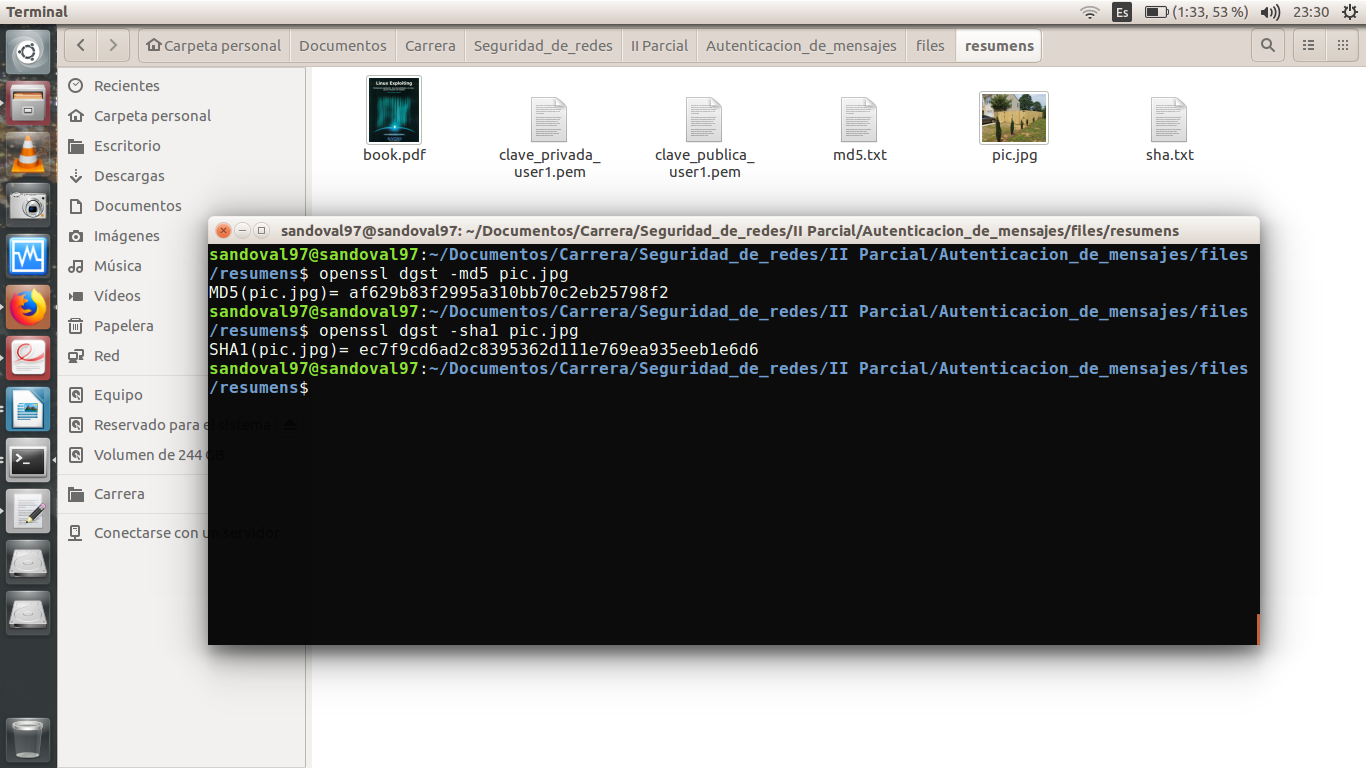 Terminal
Es
(1:33, 53 %)
23:30
Carpeta personal
Documentos
Carrera
Seguridad_de_redes
II Parcial
Autenticacion_de_mensajes
files
resumens
Recientes
Carpeta personal
Escritorio
Descargas
Documentos
Imágenes
Música
Vídeos
Papelera
Red
Equipo
Reservado para el sistema
Volumen de 244 GB
Carrera
Conectarse con un servidor
Linux Exploiting
book.pdf
clave_privada_
user1.pem
clave_publica_
user1.pem
md5.txt
pic.jpg
sha.txt
sandoval97@sandoval97: ~/Documentos/Carrera/Seguridad_de_redes/II Parcial/Autenticacion_de_mensajes/files/resumens
sandoval97@sandoval97:~/Documentos/Carrera/Seguridad_de_redes/II Parcial/Autenticacion_de_mensajes/files
/resumens$ openssl dgst -md5 pic.jpg
MD5(pic.jpg)= af629b83f2995a310bb70c2eb25798f2
sandoval97@sandoval97:~/Documentos/Carrera/Seguridad_de_redes/II Parcial/Autenticacion_de_mensajes/files
/resumens$ openssl dgst -sha1 pic.jpg
SHA1(pic.jpg)= ec7f9cd6ad2c8395362d111e769ea935eeb1e6d6
sandoval97@sandoval97:~/Documentos/Carrera/Seguridad_de_redes/II Parcial/Autenticacion_de_mensajes/files
/resumens$